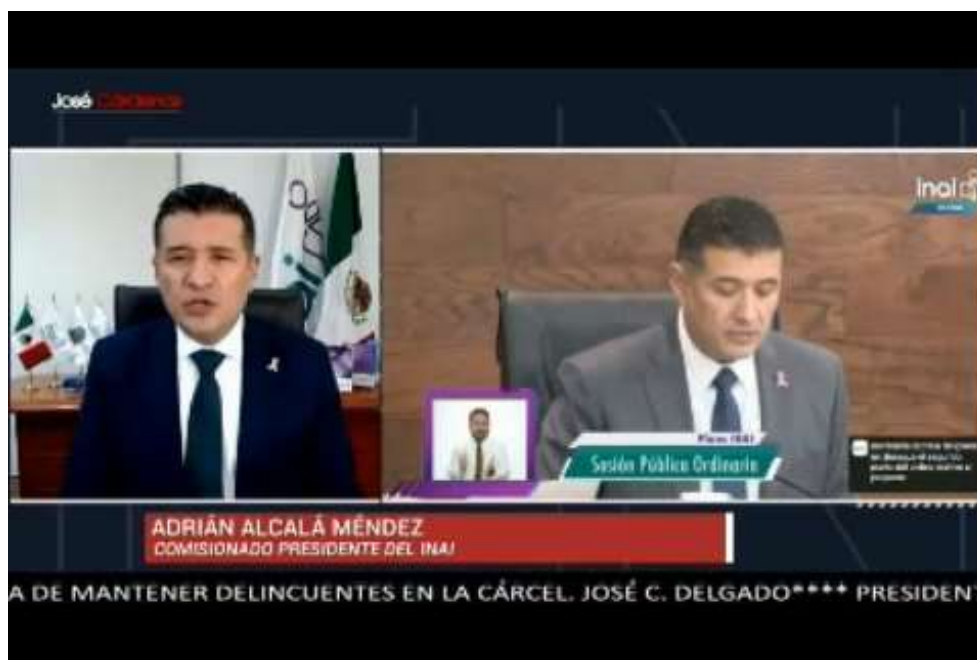 José Cárdenas
inai
Pleno INAI
Sesión Pública Ordinaria
ADRIÁN ALCALÁ MÉNDEZ
COMISIONADO PRESIDENTE DEL INAI
A DE MANTENER DELINCUENTES EN LA CÁRCEL. JOSÉ C. DELGADO**** PRESIDENT